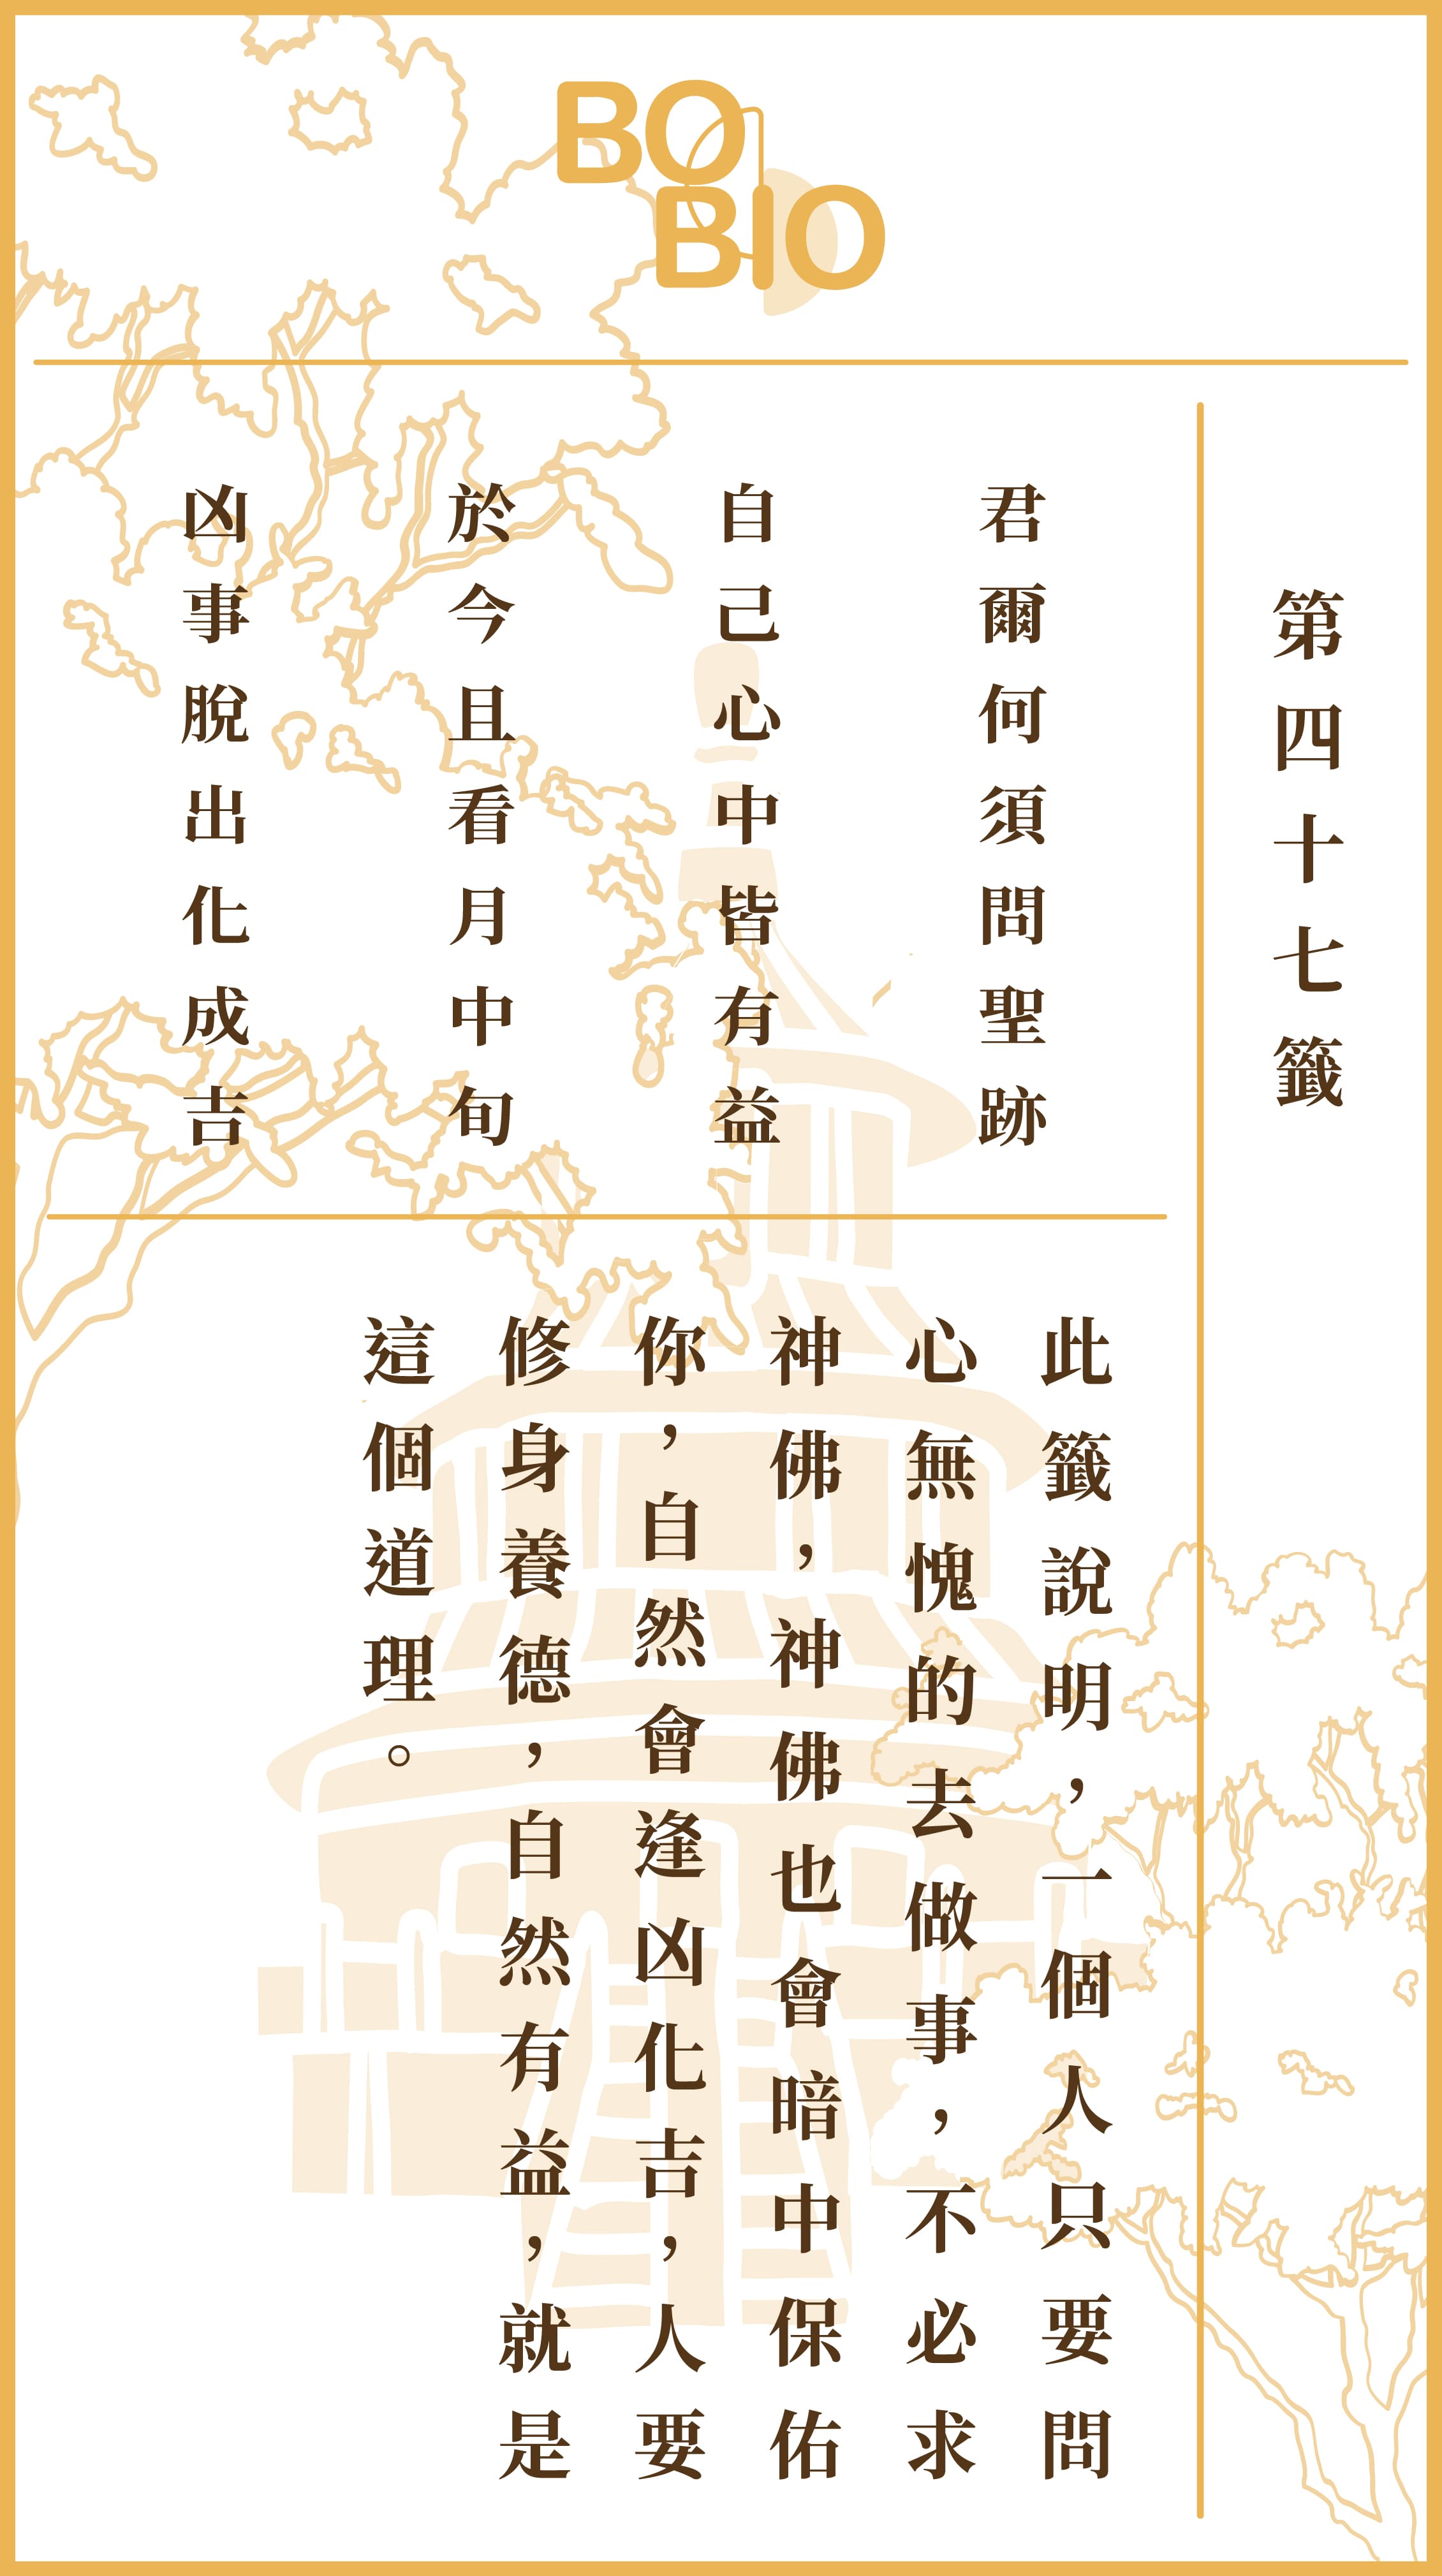 BO
BIO
第四十七籤
君爾何須問聖跡
自己心中皆有益
於今且看月中旬
凶事脫出化成吉
此籤說明，一個人只要問
心無愧的去做事，不必求
神佛，神佛也會暗中保佑
你，自然會逢凶化吉，人要
修身養德，自然有益，就是
這個道理。